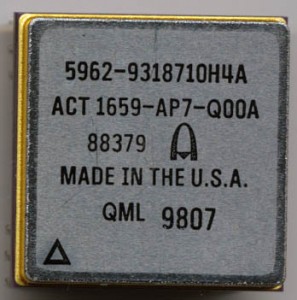 5962-9318710H4A
ACT 1659-AP7-Q00A
88379
MADE IN THE U.S.A.
QML 9807